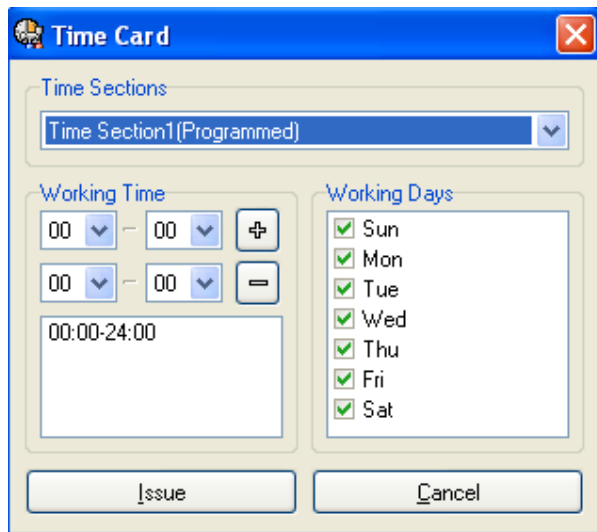 Time Card
Time Sections
Time Section1(Programmed)
Working Time
00 – 00
00 – 00
00:00-24:00
Working Days
Sun
Mon
Tue
Wed
Thu
Fri
Sat
Issue
Cancel